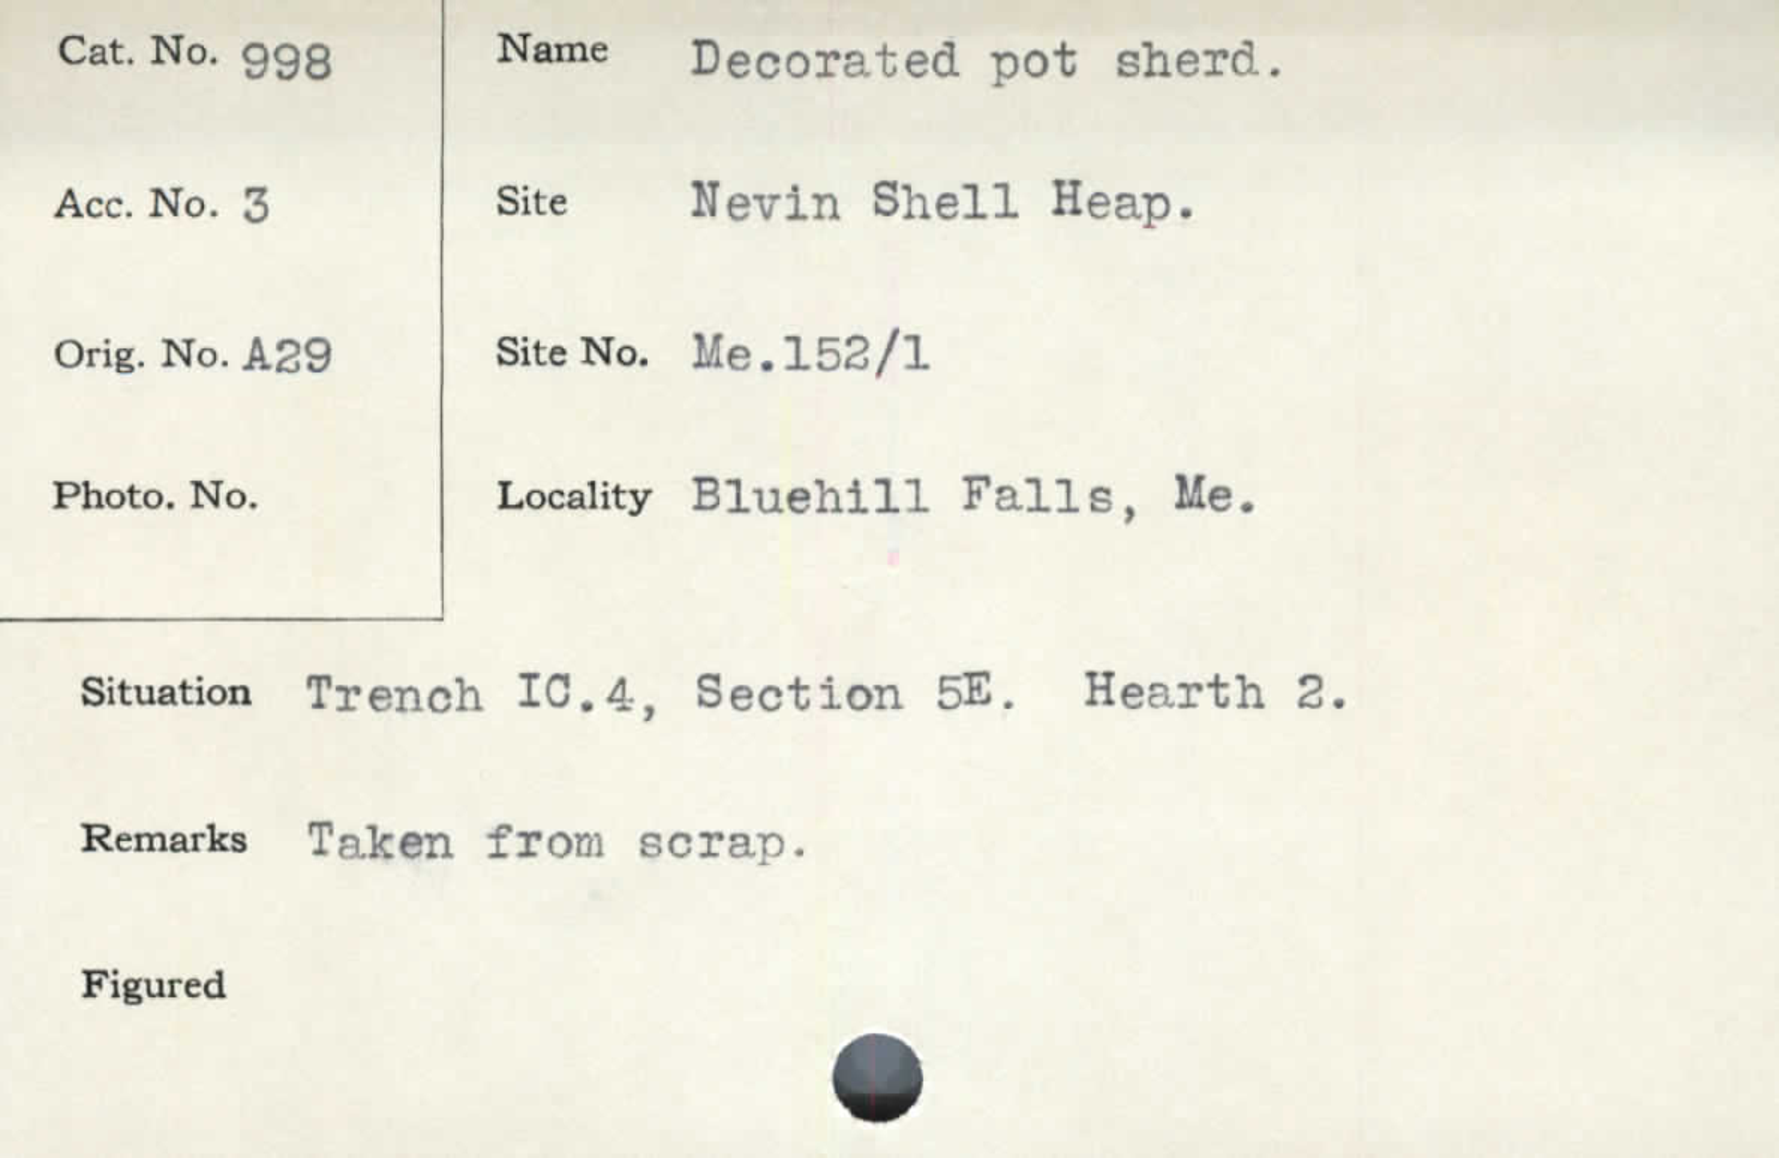 Cat. No. 998
Name Decorated pot sherd.
Acc. No. 3
Site Nevin Shell Heap.
Orig. No. A29
Site No. Me.152/1
Photo. No.
Locality Bluehill Falls, Me.
Situation Trench IC.4, Section 5E. Hearth 2.
Remarks Taken from scrap.
Figured